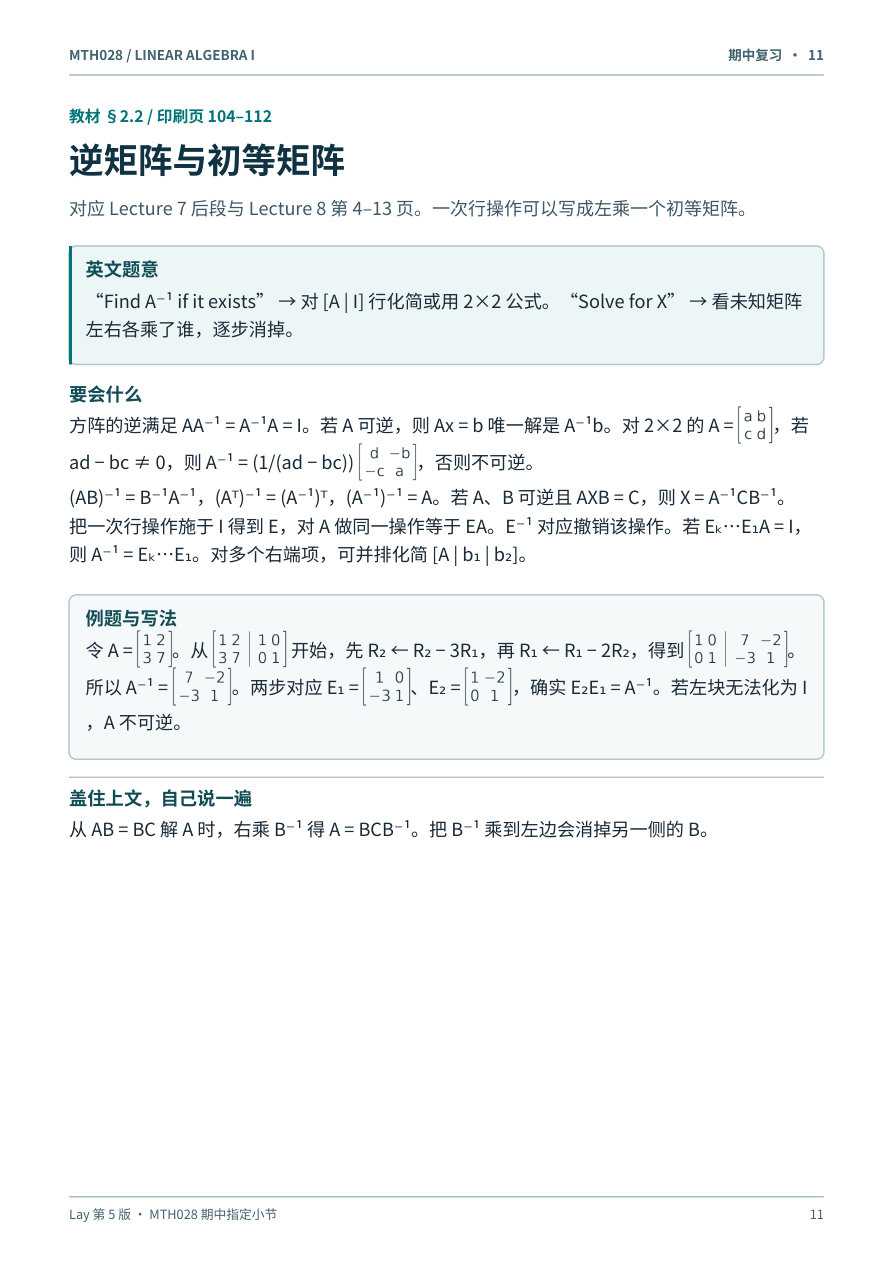 MTH028 / LINEAR ALGEBRA I
期中复习 · 11
教材 §2.2 / 印刷页 104–112
逆矩阵与初等矩阵
对应 Lecture 7 后段与 Lecture 8 第 4–13 页。一次行操作可以写成左乘一个初等矩阵。
英文题意
“Find A⁻¹ if it exists” → 对 [A | I] 行化简或用 2×2 公式。“Solve for X” → 看未知矩阵
左右各乘了谁，逐步消掉。
要会什么
方阵的逆满足 AA⁻¹ = A⁻¹A = I。若 A 可逆，则 Ax = b 唯一解是 A⁻¹b。对 2×2 的 A = [a b; c d]，若
ad − bc ≠ 0，则 A⁻¹ = (1/(ad − bc)) [d −b; −c a]，否则不可逆。
(AB)⁻¹ = B⁻¹A⁻¹，(Aᵀ)⁻¹ = (A⁻¹)ᵀ，(A⁻¹)⁻¹ = A。若 A、B 可逆且 AXB = C，则 X = A⁻¹CB⁻¹。
把一次行操作施于 I 得到 E，对 A 做同一操作等于 EA。E⁻¹ 对应撤销该操作。若 Eₖ⋯E₁A = I，
则 A⁻¹ = Eₖ⋯E₁。对多个右端项，可并排化简 [A | b₁ | b₂]。
例题与写法
令 A = [1 2; 3 7]。从 [1 2 | 1 0; 3 7 | 0 1] 开始，先 R₂ ← R₂ − 3R₁，再 R₁ ← R₁ − 2R₂，得到 [1 0 | 7 −2; 0 1 | −3 1]。
所以 A⁻¹ = [7 −2; −3 1]。两步对应 E₁ = [1 0; −3 1]、E₂ = [1 −2; 0 1]，确实 E₂E₁ = A⁻¹。若左块无法化为 I
，A 不可逆。
盖住上文，自己说一遍
从 AB = BC 解 A 时，右乘 B⁻¹ 得 A = BCB⁻¹。把 B⁻¹ 乘到左边会消掉另一侧的 B。
Lay 第 5 版 · MTH028 期中指定小节
11